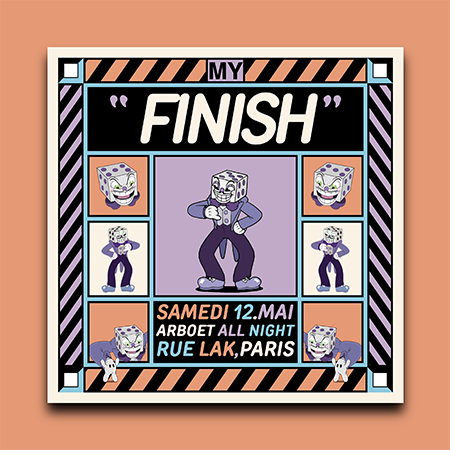 MY
"FINISH"
SAMEDI 12.MAI
ARBOET ALL NIGHT
RUE LAK,PARIS